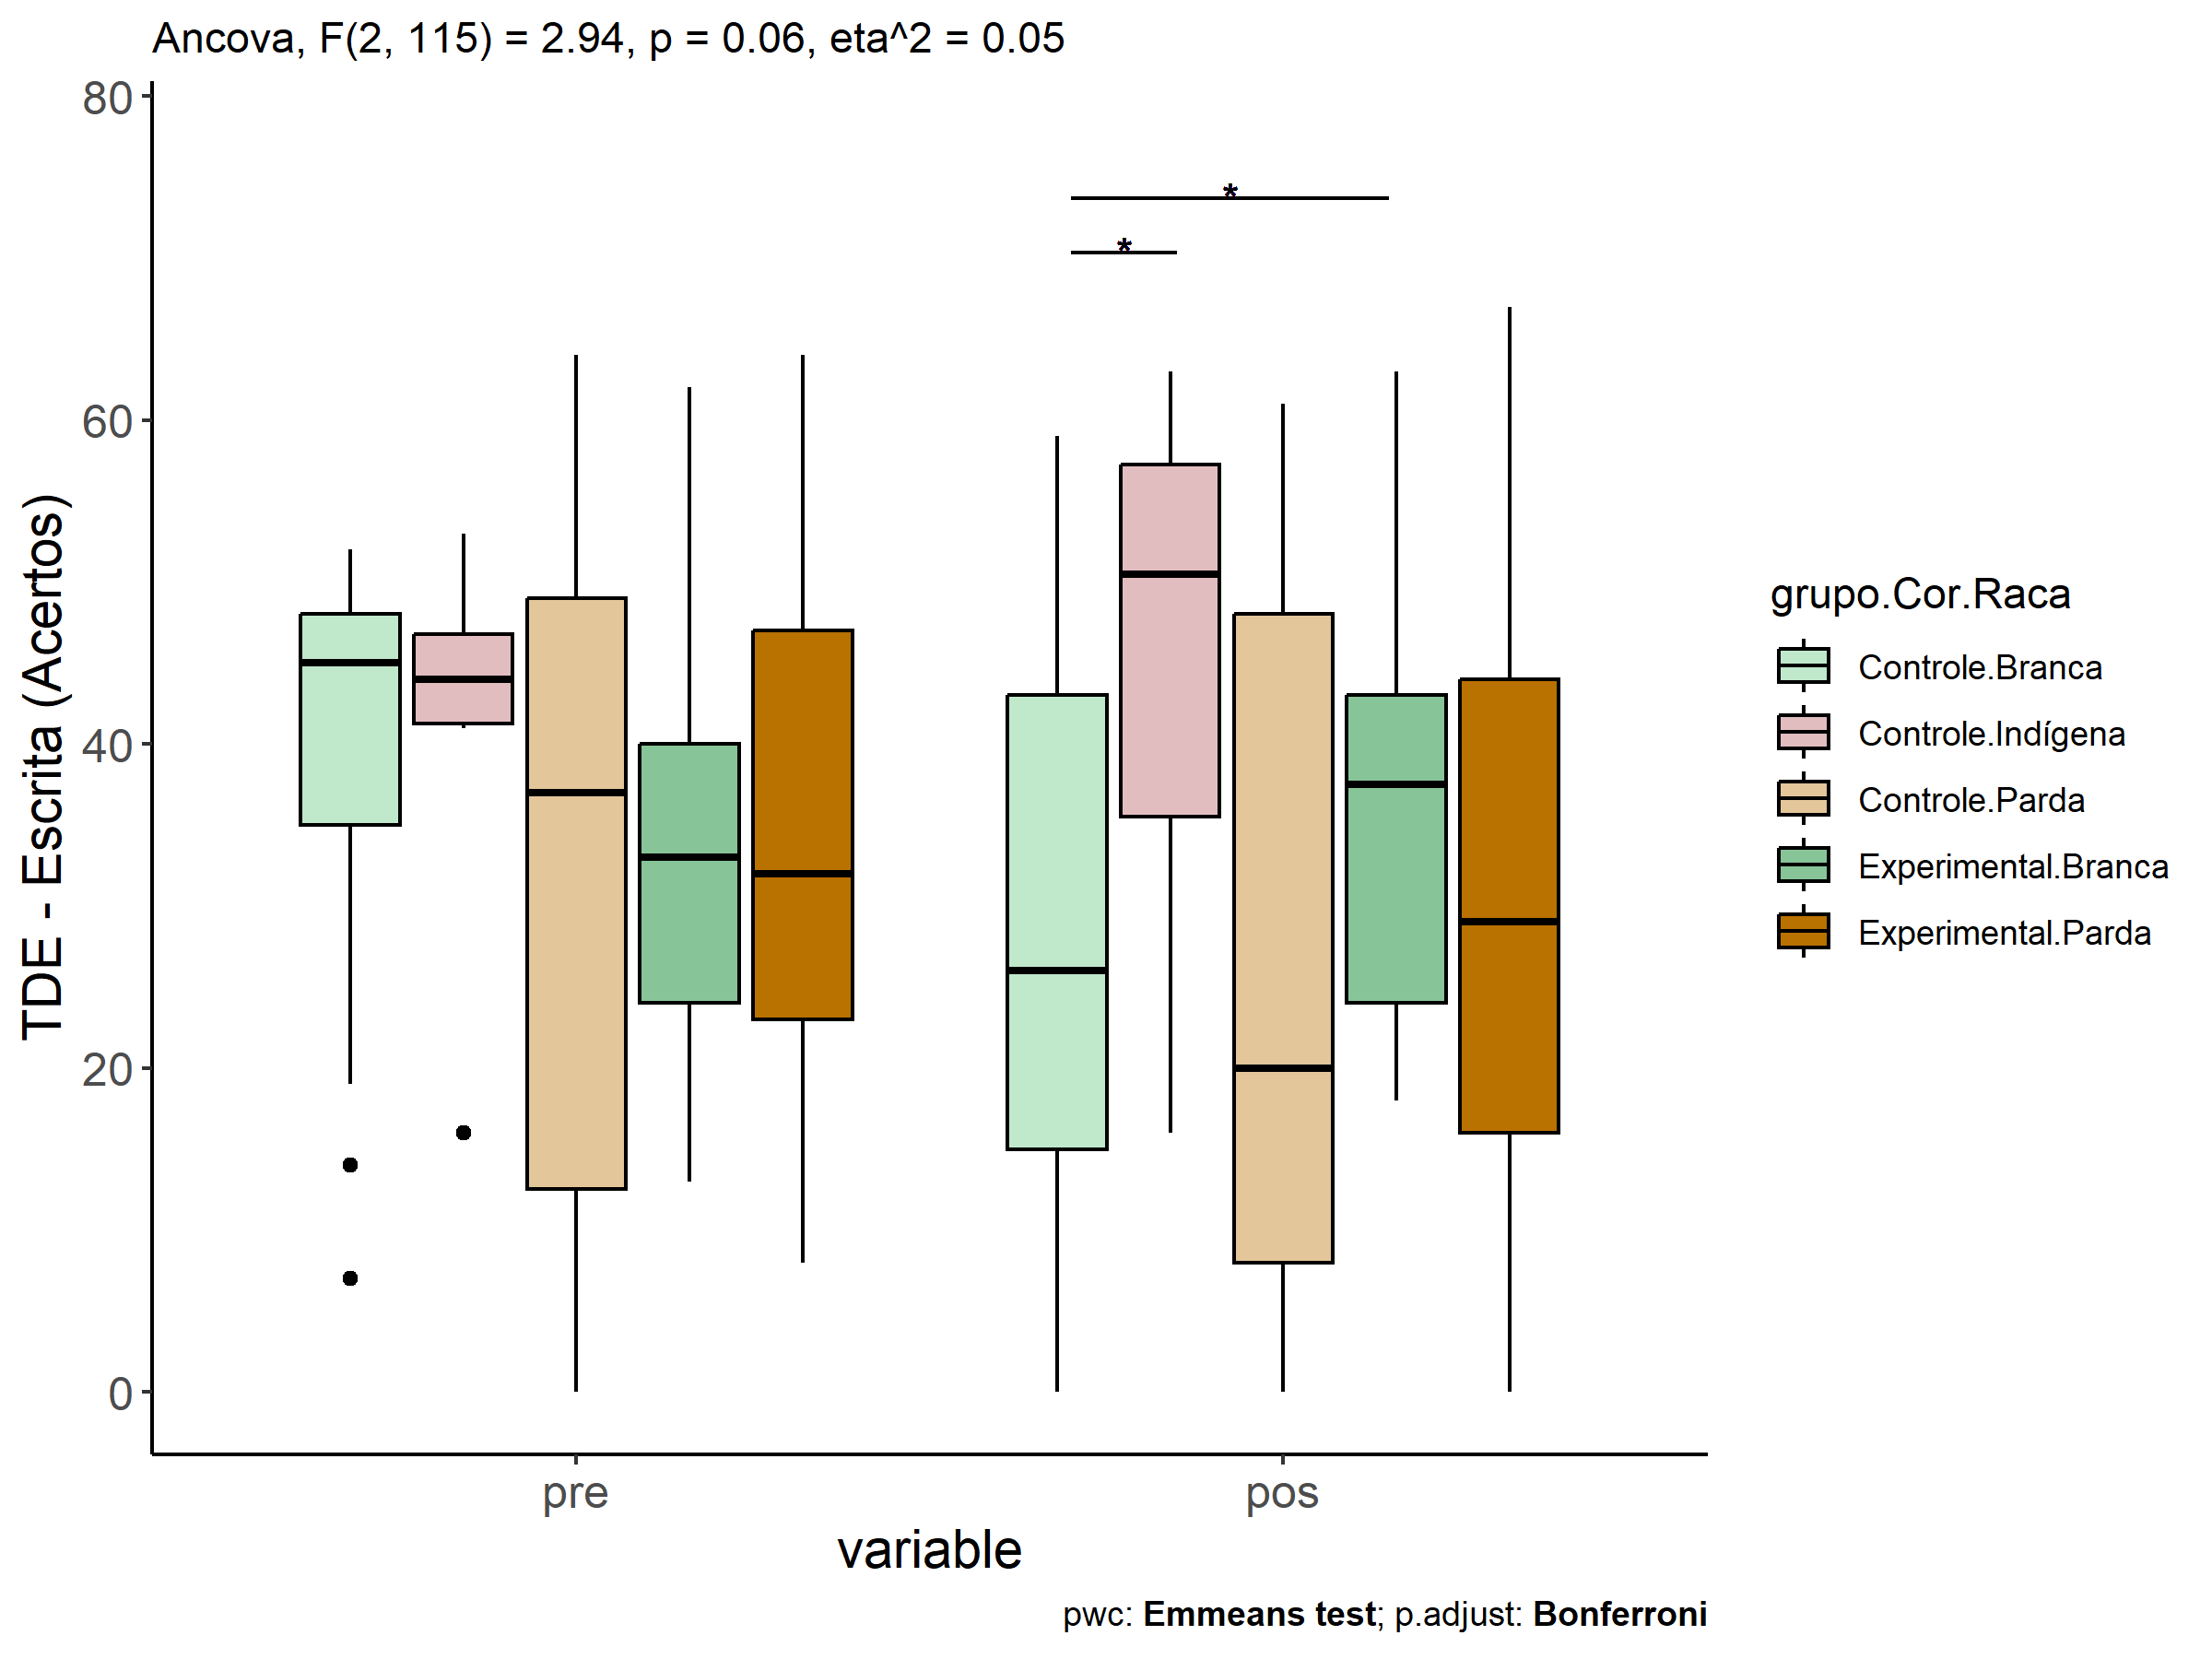 Ancova, F(2, 115) = 2.94, p = 0.06, eta^2 = 0.05
TDE - Escrita (Acertos)
80
60
40
20
0
*
*
pre
pos
variable
grupo.Cor.Raca
Controle.Branca
Controle.Indígena
Controle.Parda
Experimental.Branca
Experimental.Parda
pwc: Emmeans test; p.adjust: Bonferroni